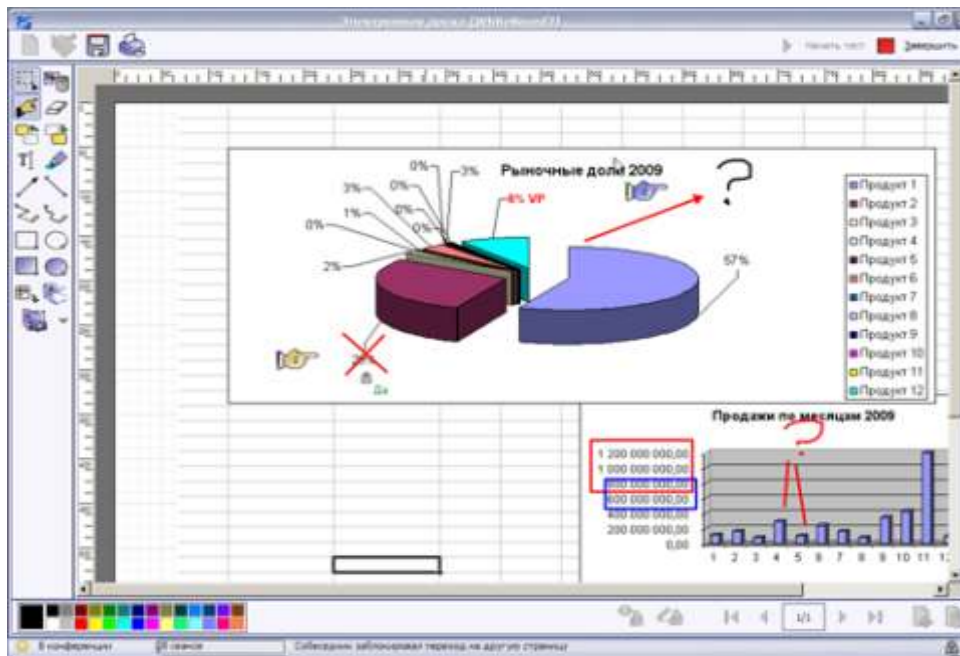 Электронная доска
Начать тест
Завершить
Рыночные доли 2009
0%
3%
0%
3%
0%
1%
0%
0%
2%
6% VP
57%
?
Да
Продукт 1
Продукт 2
Продукт 3
Продукт 4
Продукт 5
Продукт 6
Продукт 7
Продукт 8
Продукт 9
Продукт 10
Продукт 11
Продукт 12
Продажи по месяцам 2009
?
1 200 000 000,00
1 000 000 000,00
800 000 000,00
600 000 000,00
400 000 000,00
200 000 000,00
0,00
1 2 3 4 5 6 7 8 9 10 11
1/1
В конференции
Собеседник заблокировал переход на другую страницу